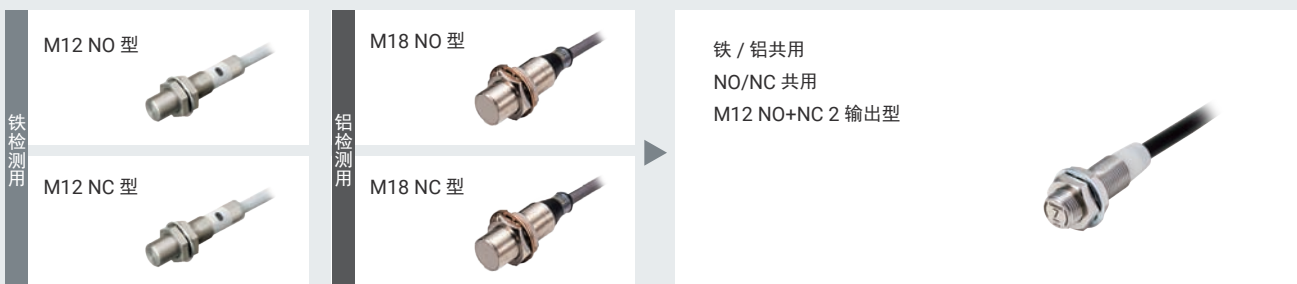 铁检测用
M12 NO 型
M12 NC 型
铝检测用
M18 NO 型
M18 NC 型
铁 / 铝共用
NO/NC 共用
M12 NO+NC 2 输出型